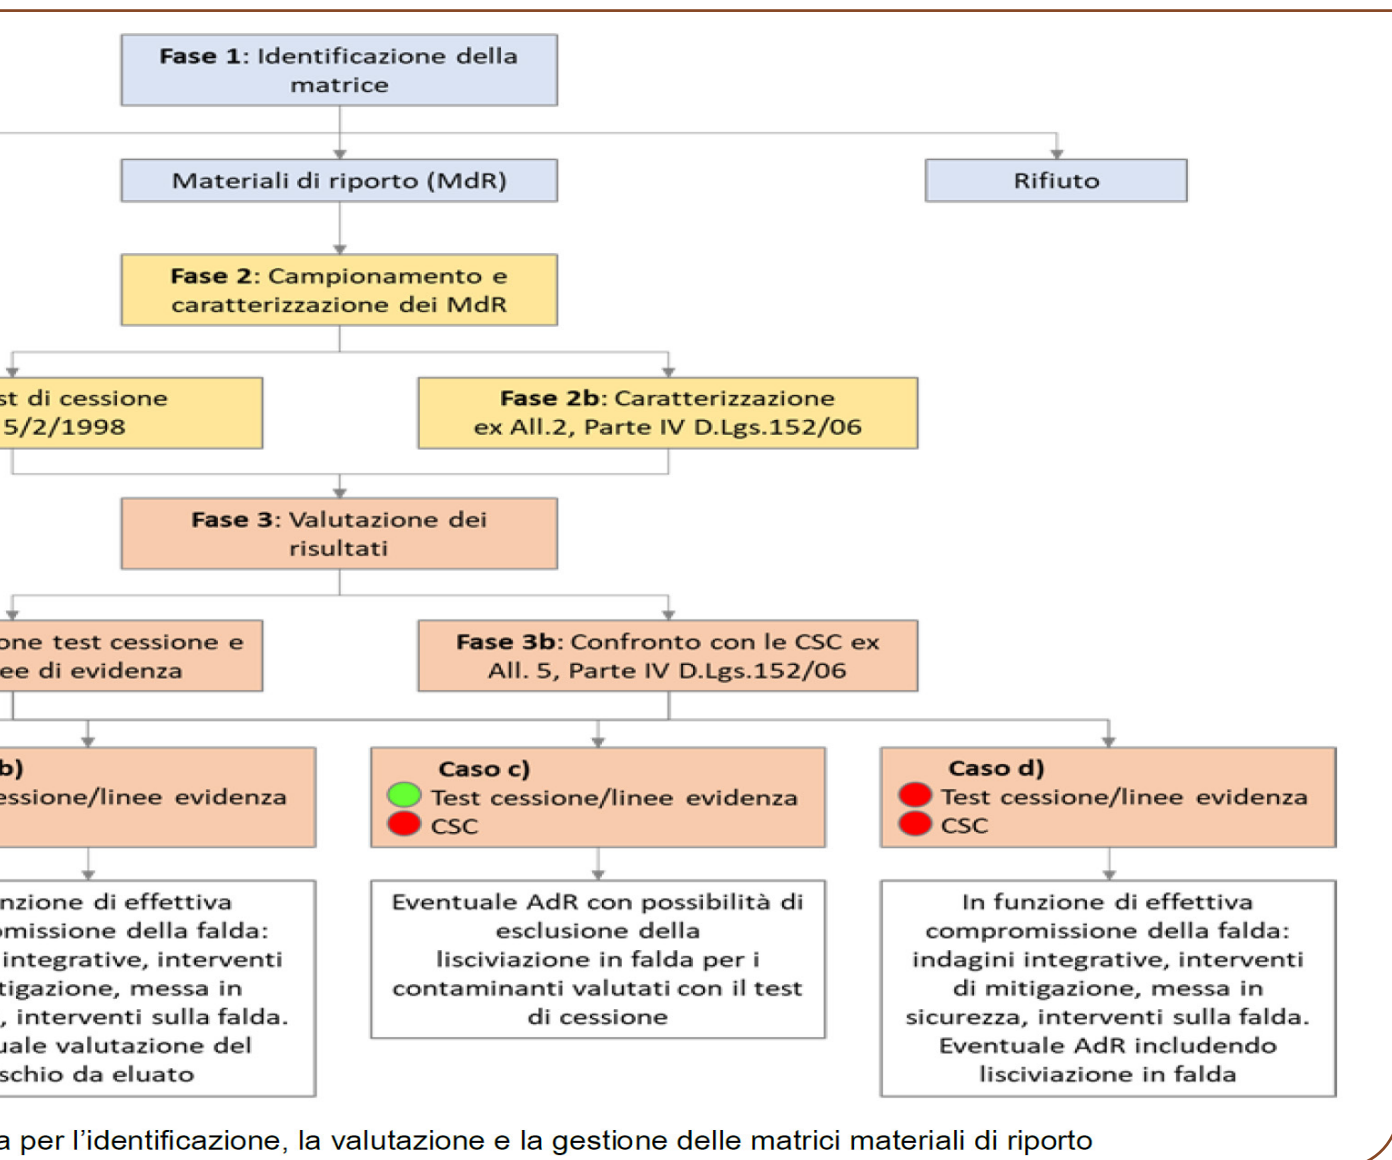 Fase 1: Identificazione della
matrice
Materiali di riporto (MdR)
Rifiuto
Fase 2: Campionamento e
caratterizzazione dei MdR
st di cessione
5/2/1998
Fase 2b: Caratterizzazione
ex All.2, Parte IV D.Lgs.152/06
Fase 3: Valutazione dei
risultati
one test cessione e
ee di evidenza
Fase 3b: Confronto con le CSC ex
All. 5, Parte IV D.Lgs.152/06
b)
essione/linee evidenza
Caso c)
Test cessione/linee evidenza
CSC
Caso d)
Test cessione/linee evidenza
CSC
nzione di effettiva
omissione della falda:
integrative, interventi
tigazione, messa in
, interventi sulla falda.
uale valutazione del
schio da eluato
Eventuale AdR con possibilità di
esclusione della
lisciviazione in falda per i
contaminanti valutati con il test
di cessione
In funzione di effettiva
compromissione della falda:
indagini integrative, interventi
di mitigazione, messa in
sicurezza, interventi sulla falda.
Eventuale AdR includendo
lisciviazione in falda
a per l’identificazione, la valutazione e la gestione delle matrici materiali di riporto